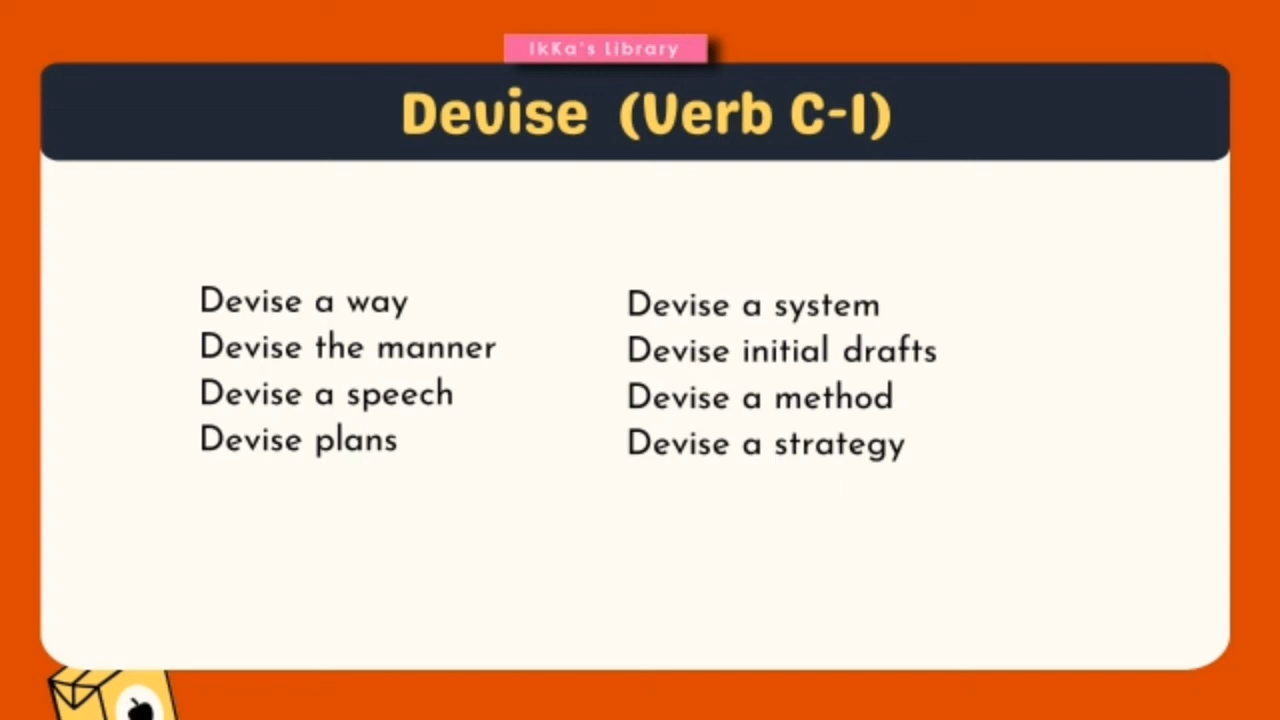 IkKa's Library
Devise (Verb C-1)
Devise a way
Devise the manner
Devise a speech
Devise plans
Devise a system
Devise initial drafts
Devise a method
Devise a strategy